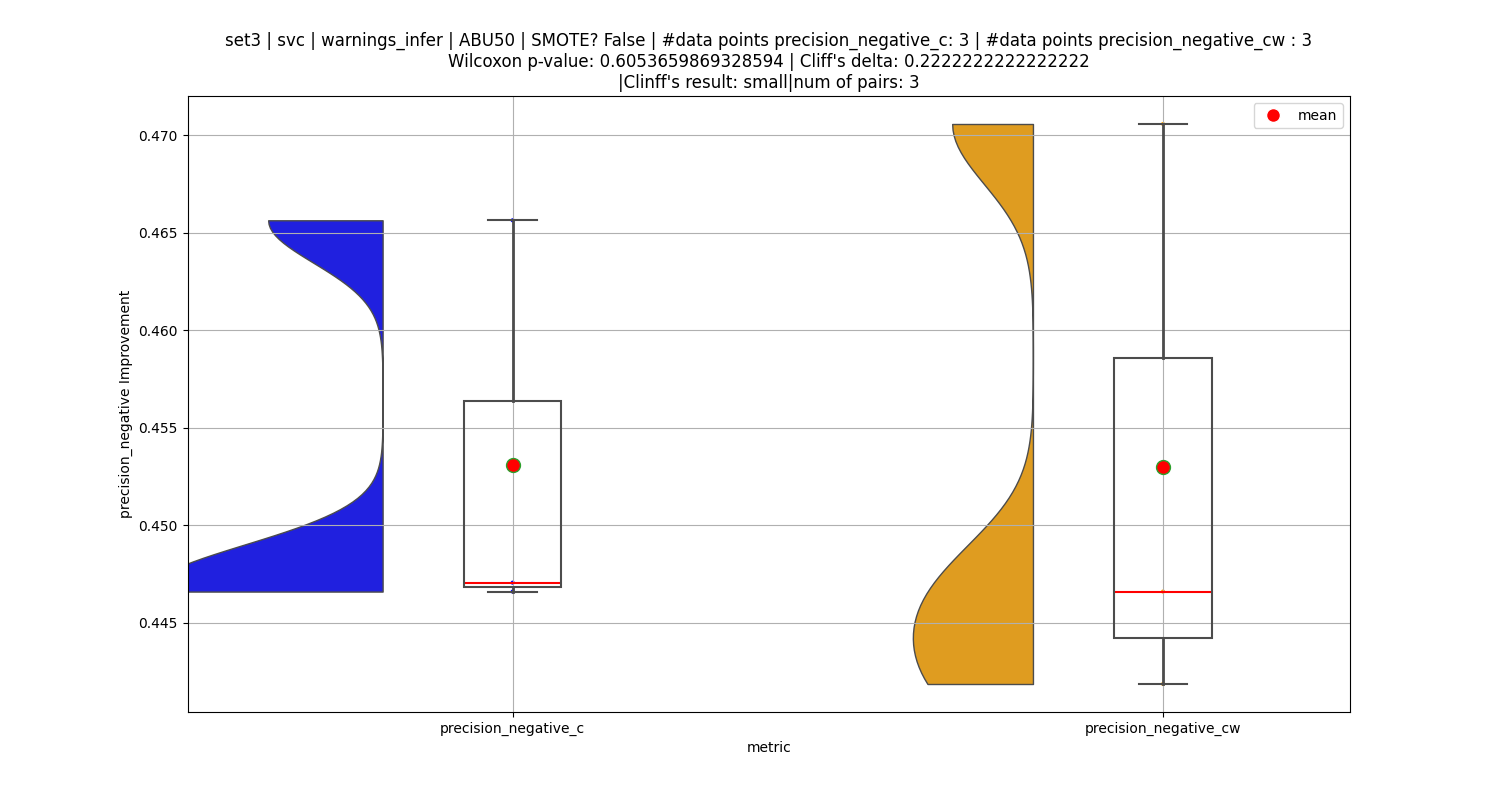 set3 | svc | warnings_infer | ABU50 | SMOTE? False | #data points precision_negative_c: 3 | #data points precision_negative_cw : 3
Wilcoxon p-value: 0.6053659869328594 | Cliff's delta: 0.2222222222222222
|Clinff's result: small|num of pairs: 3
mean
0.470
0.465
0.460
0.455
0.450
0.445
precision_negative Improvement
precision_negative_c
precision_negative_cw
metric